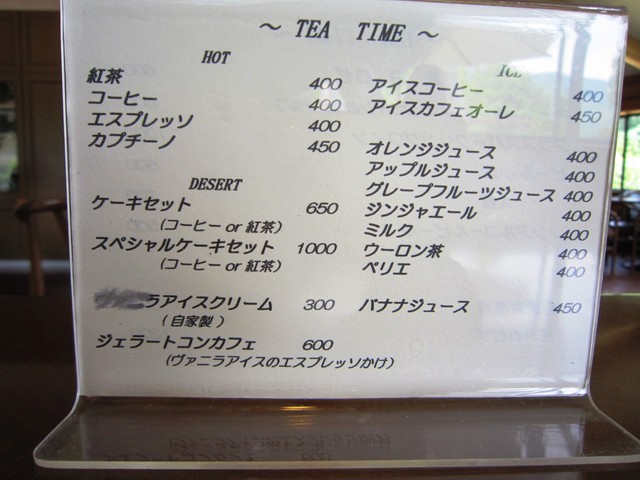 ～ TEA TIME ～
HOT
紅茶 400
コーヒー 400
エスプレッソ 400
カプチーノ 450
DESERT
ケーキセット 650
(コーヒー or 紅茶)
スペシャルケーキセット 1000
(コーヒー or 紅茶)
ラアイスクリーム 300
(自家製)
ジェラートコンカフェ 600
(ヴァニラアイスのエスプレッソかけ)
ICE
アイスコーヒー 400
アイスカフェオーレ 450
オレンジジュース 400
アップルジュース 400
グレープフルーツジュース 400
ジンジャエール 400
ミルク 400
ウーロン茶 400
ペリエ 400
バナナジュース 450